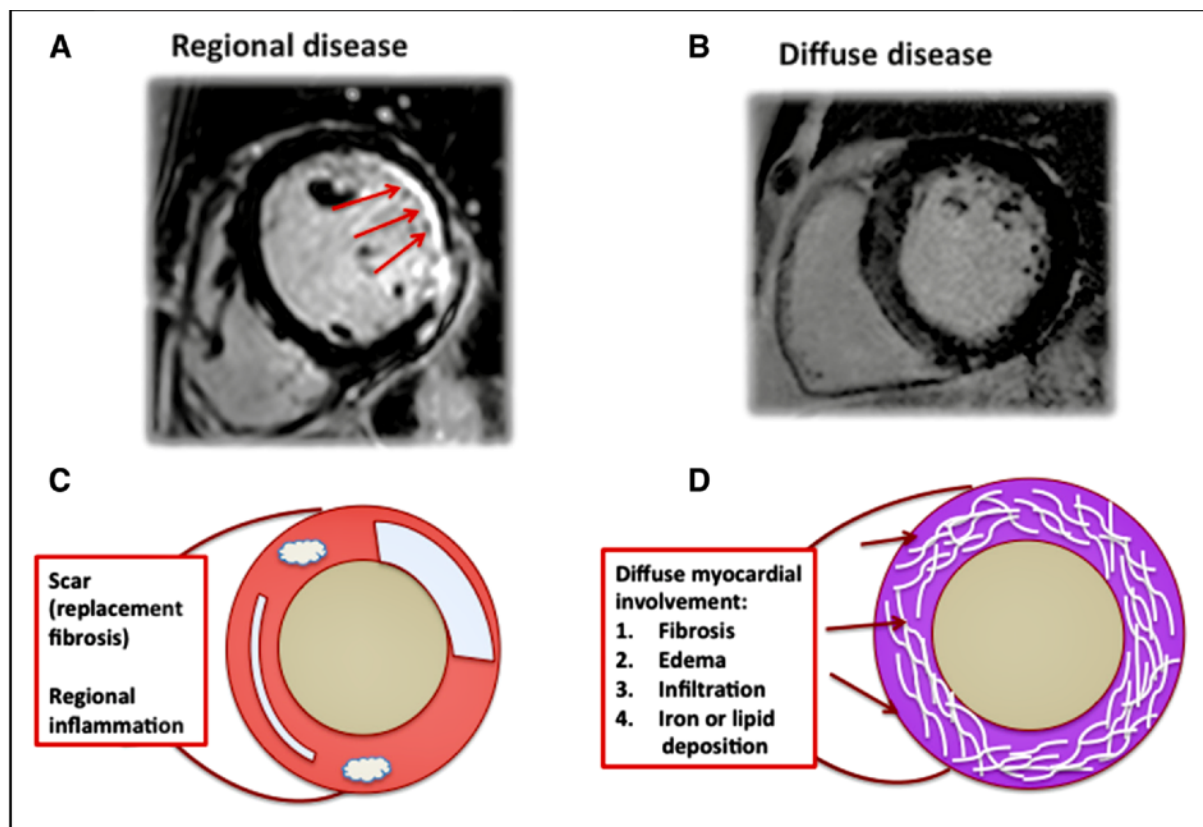 A
Regional disease
B
Diffuse disease
C
Scar
(replacement
fibrosis)
Regional
inflammation
D
Diffuse myocardial
involvement:
1. Fibrosis
2. Edema
3. Infiltration
4. Iron or lipid
deposition